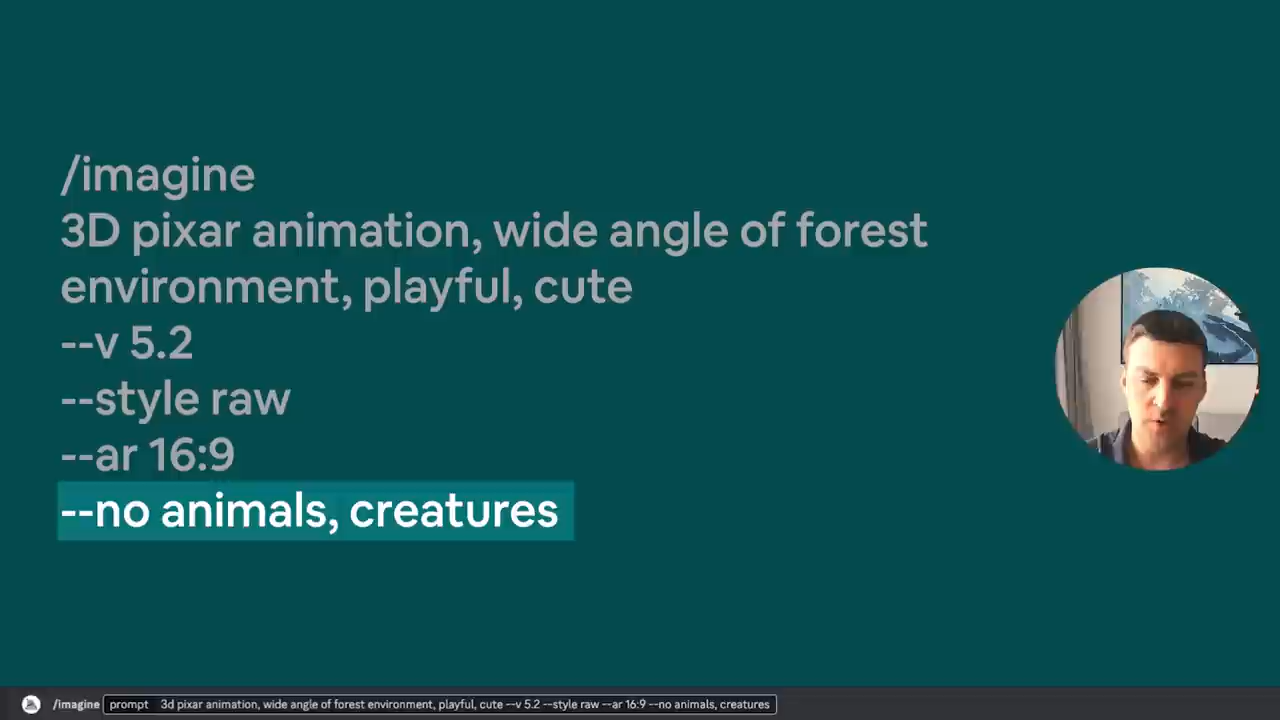 /imagine
3D pixar animation, wide angle of forest
environment, playful, cute
--v 5.2
--style raw
--ar 16:9
--no animals, creatures
/imagine prompt 3d pixar animation, wide angle of forest environment, playful, cute --v 5.2 --style raw --ar 16:9 --no animals, creatures